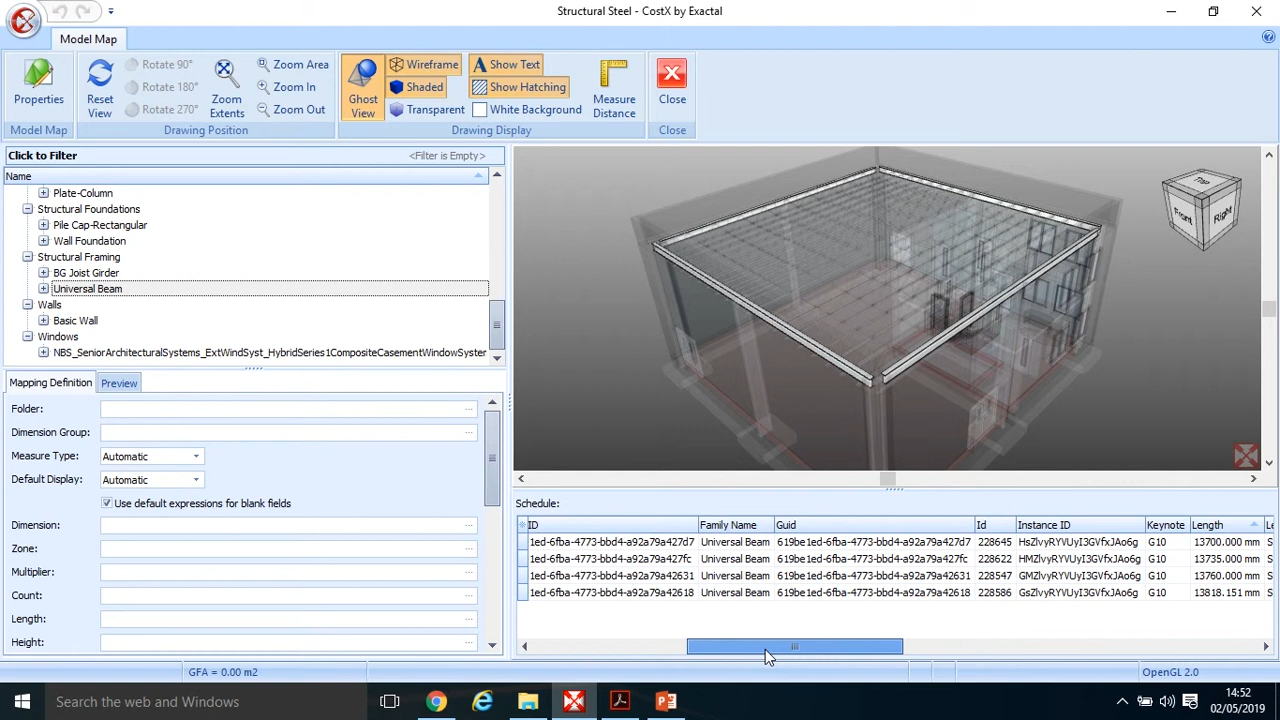 Structural Steel - CostX by Exactal
Model Map
Properties
Reset View
Rotate 90°
Rotate 180°
Rotate 270°
Zoom Extents
Zoom Area
Zoom In
Zoom Out
Ghost View
Wireframe
Shaded
Transparent
Show Text
Show Hatching
White Background
Measure Distance
Close
Model Map
Drawing Position
Drawing Display
Close
Click to Filter <Filter is Empty>
Name
Plate-Column
Structural Foundations
Pile Cap-Rectangular
Wall Foundation
Structural Framing
BG Joist Girder
Universal Beam
Walls
Basic Wall
Windows
NBS_SeniorArchitecturalSystems_ExtWindSyst_HybridSeries1CompositeCasementWindowSyster
Top
Front
Right
Mapping Definition Preview
Folder:
Dimension Group:
Measure Type: Automatic
Default Display: Automatic
Use default expressions for blank fields
Dimension:
Zone:
Multiplier:
Count:
Length:
Height:
Schedule:
ID Family Name Guid Id Instance ID Keynote Length Le
1ed-6fba-4773-bbd4-a92a79a427d7 Universal Beam 619be1ed-6fba-4773-bbd4-a92a79a427d7 228645 HsZlvyRYVUyI3GVfxJAo6g G10 13700.000 mm S
1ed-6fba-4773-bbd4-a92a79a427fc Universal Beam 619be1ed-6fba-4773-bbd4-a92a79a427fc 228622 HMZlvyRYVUyI3GVfxJAo6g G10 13735.000 mm S
1ed-6fba-4773-bbd4-a92a79a42631 Universal Beam 619be1ed-6fba-4773-bbd4-a92a79a42631 228547 GMZlvyRYVUyI3GVfxJAo6g G10 13760.000 mm S
1ed-6fba-4773-bbd4-a92a79a42618 Universal Beam 619be1ed-6fba-4773-bbd4-a92a79a42618 228586 GsZlvyRYVUyI3GVfxJAo6g G10 13818.151 mm S
GFA = 0.00 m2
OpenGL 2.0
Search the web and Windows
14:52
02/05/2019